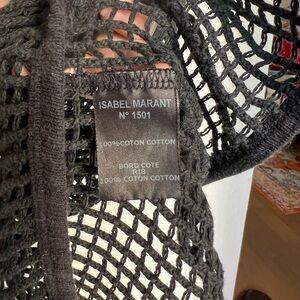 ISABEL MARANT
N° 1501
100%COTON COTTON
BORD COTE
RIB
100% COTON COTTON